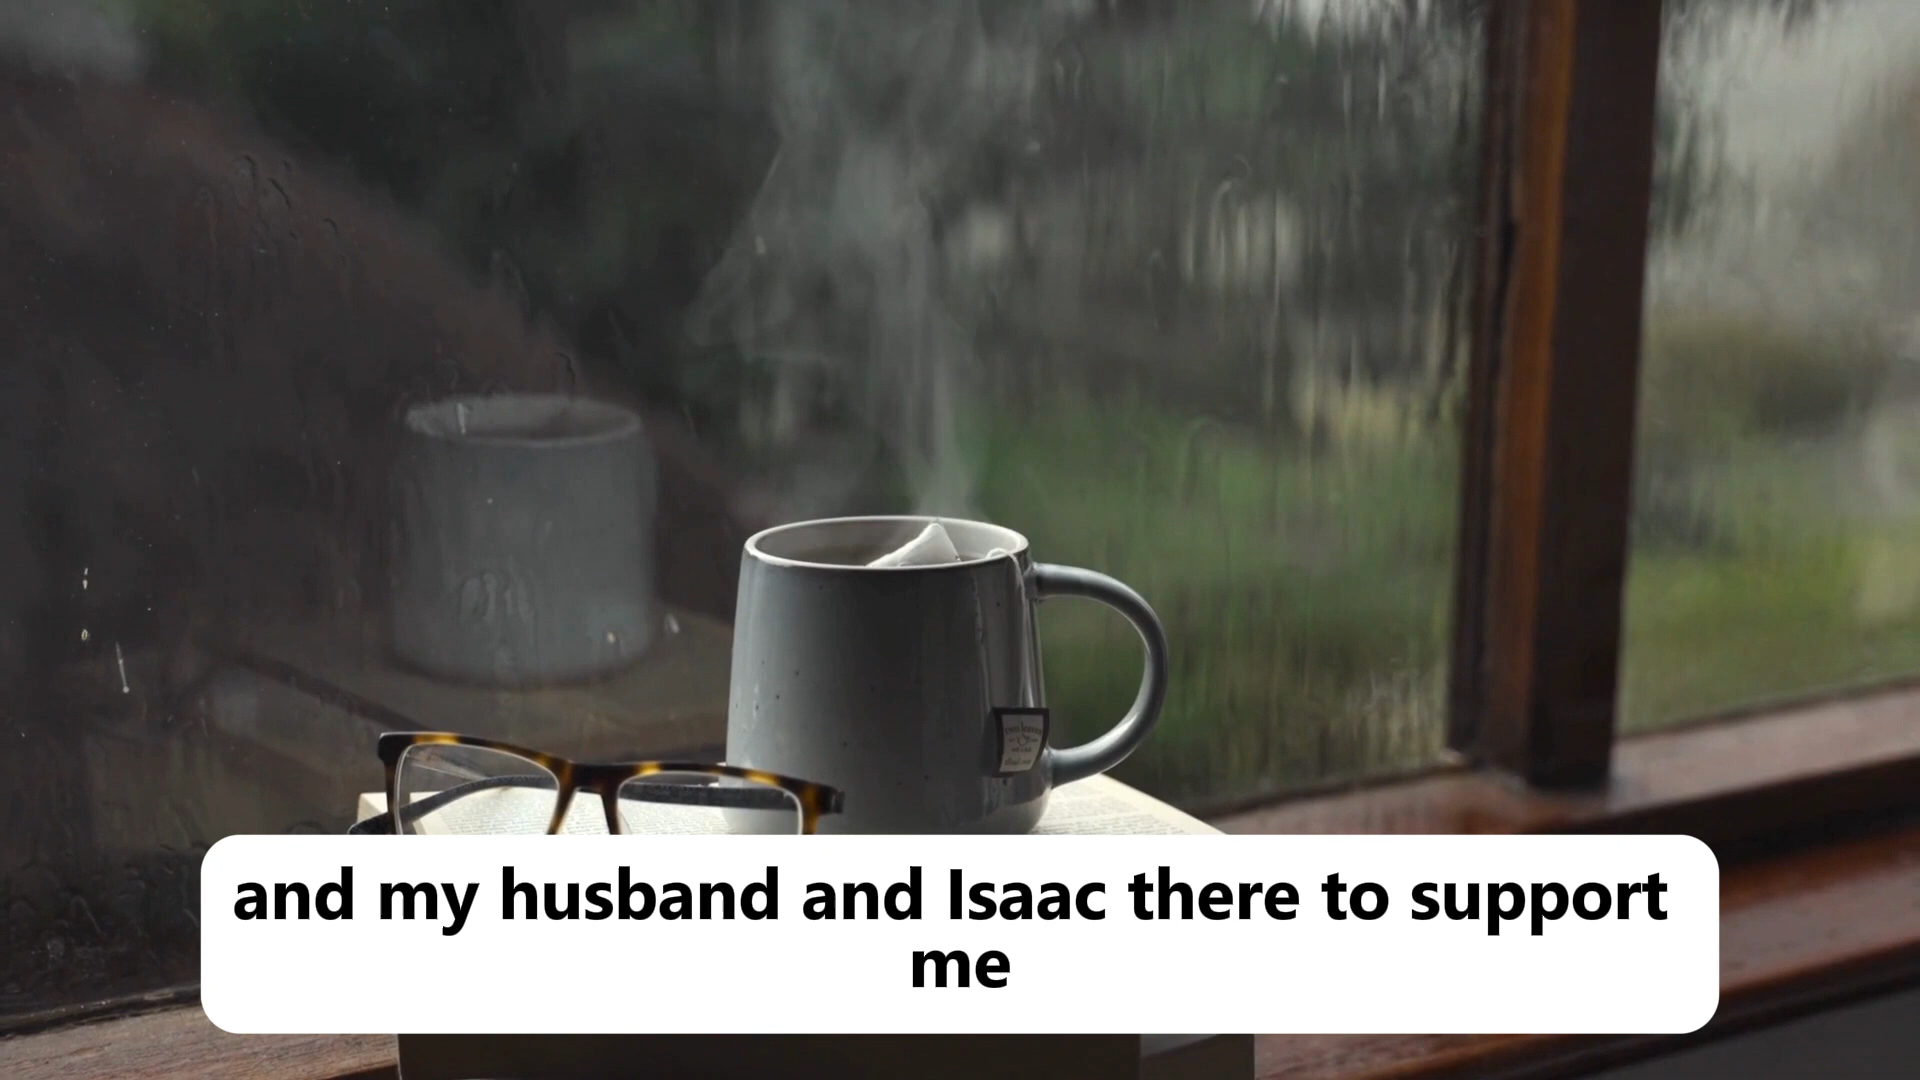 and my husband and Isaac there to support
me